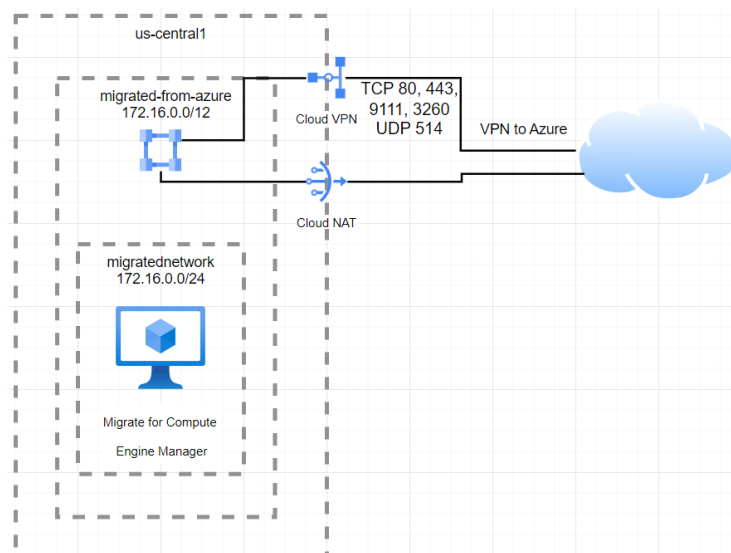 us-central1
migrated-from-azure
172.16.0.0/12
Cloud VPN
TCP 80, 443,
9111, 3260
UDP 514
VPN to Azure
Cloud NAT
migratednetwork
172.16.0.0/24
Migrate for Compute
Engine Manager